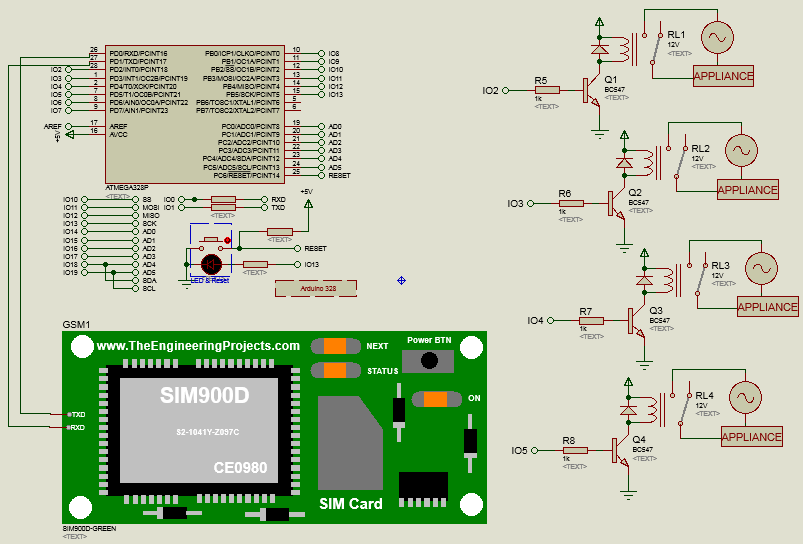 26 PD0/RXD/PCINT16 PB0/ICP1/CLKO/PCINT0 10 IO8
27 PD1/TXD/PCINT17 PB1/OC1A/PCINT1 11 IO9
IO2 28 PD2/INT0/PCINT18 PB2/SS/OC1B/PCINT2 12 IO10
IO3 1 PD3/INT1/OC2B/PCINT19 PB3/MOSI/OC2A/PCINT3 13 IO11
IO4 2 PD4/T0/XCK/PCINT20 PB4/MISO/PCINT4 14 IO12
IO5 3 PD5/T1/OC0B/PCINT21 PB5/SCK/PCINT5 15 IO13
IO6 8 PD6/AIN0/OC0A/PCINT22 PB6/TOSC1/XTAL1/PCINT6 5
IO7 9 PD7/AIN1/PCINT23 PB7/TOSC2/XTAL2/PCINT7 6
AREF 17 AREF PC0/ADC0/PCINT8 19 AD0
+5V 16 AVCC PC1/ADC1/PCINT9 20 AD1
PC2/ADC2/PCINT10 21 AD2
PC3/ADC3/PCINT11 22 AD3
PC4/ADC4/SDA/PCINT12 23 AD4
PC5/ADC5/SCL/PCINT13 24 AD5
PC6/RESET/PCINT14 25 RESET
ATMEGA328P
<TEXT>
IO10 SS
IO11 MOSI
IO12 MISO
IO13 SCK
IO14 AD0
IO15 AD1
IO16 AD2
IO17 AD3
IO18 AD4
IO19 AD5
SDA
SCL
IO0 RXD
IO1 TXD
<TEXT>
+5V
<TEXT>
RESET
IO13
<TEXT>
LED & Reset
Arduino 328
GSM1
www.TheEngineeringProjects.com
NEXT
STATUS
Power BTN
ON
SIM900D
S2-1041Y-Z097C
CE0980
TXD
RXD
SIM Card
SIM900D-GREEN
<TEXT>
RL1
12V
<TEXT>
APPLIANCE
IO2
R5
1k
<TEXT>
Q1
BC547
<TEXT>
RL2
12V
<TEXT>
APPLIANCE
IO3
R6
1k
<TEXT>
Q2
BC547
<TEXT>
RL3
12V
<TEXT>
APPLIANCE
IO4
R7
1k
<TEXT>
Q3
BC547
<TEXT>
RL4
12V
<TEXT>
APPLIANCE
IO5
R8
1k
<TEXT>
Q4
BC547
<TEXT>